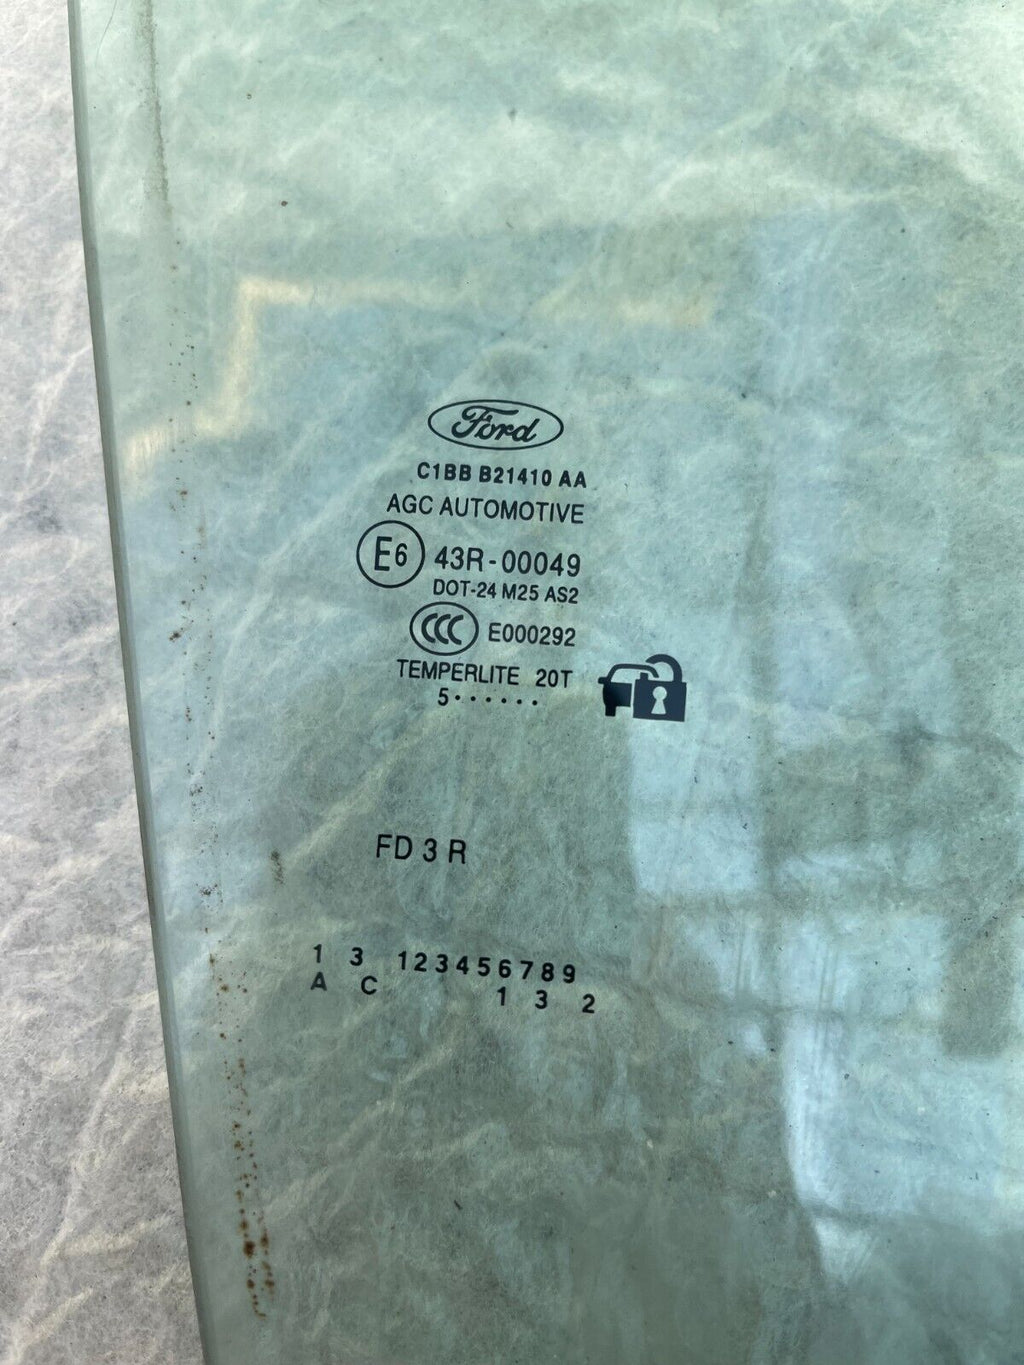 Ford
C1BB B21410 AA
AGC AUTOMOTIVE
E6 43R-00049
DOT-24 M25 AS2
CCC E000292
TEMPERLITE 20T
5······
FD 3 R
1 3 123456789
A C 1 3 2